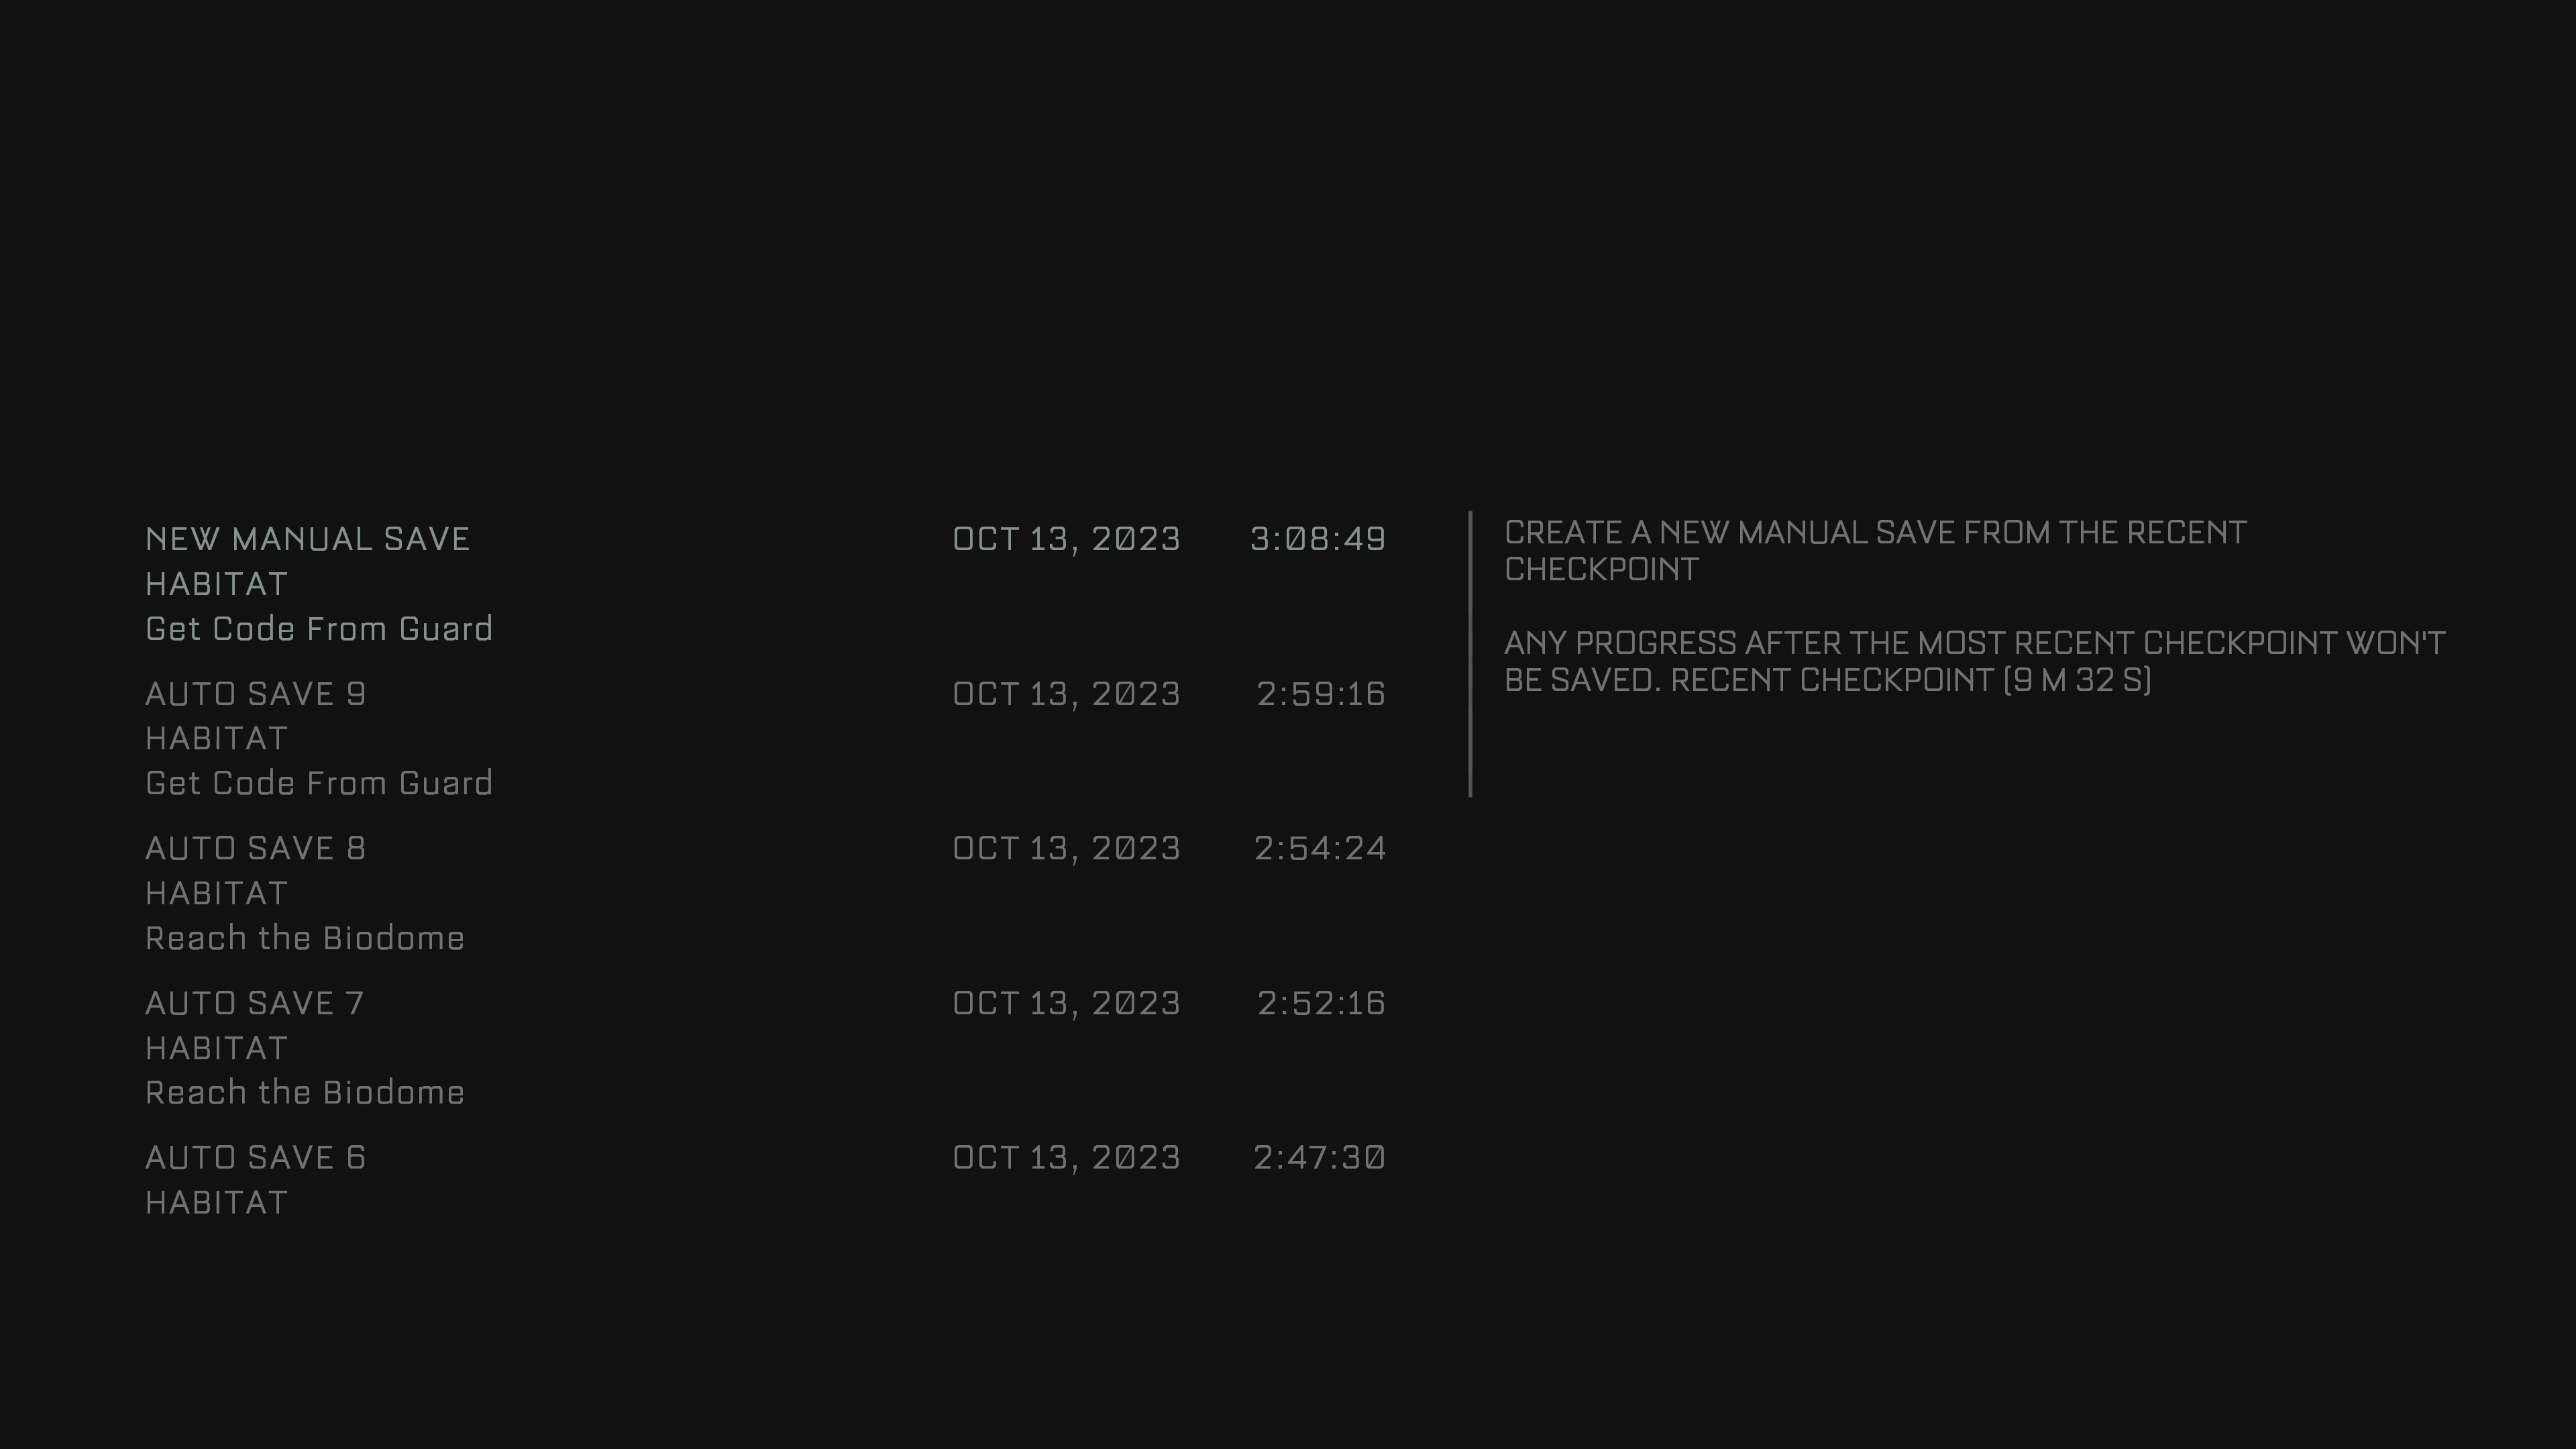 NEW MANUAL SAVE OCT 13, 2023 3:08:49
HABITAT
Get Code From Guard
AUTO SAVE 9 OCT 13, 2023 2:59:16
HABITAT
Get Code From Guard
AUTO SAVE 8 OCT 13, 2023 2:54:24
HABITAT
Reach the Biodome
AUTO SAVE 7 OCT 13, 2023 2:52:16
HABITAT
Reach the Biodome
AUTO SAVE 6 OCT 13, 2023 2:47:30
HABITAT
CREATE A NEW MANUAL SAVE FROM THE RECENT
CHECKPOINT
ANY PROGRESS AFTER THE MOST RECENT CHECKPOINT WON'T
BE SAVED. RECENT CHECKPOINT (9 M 32 S)